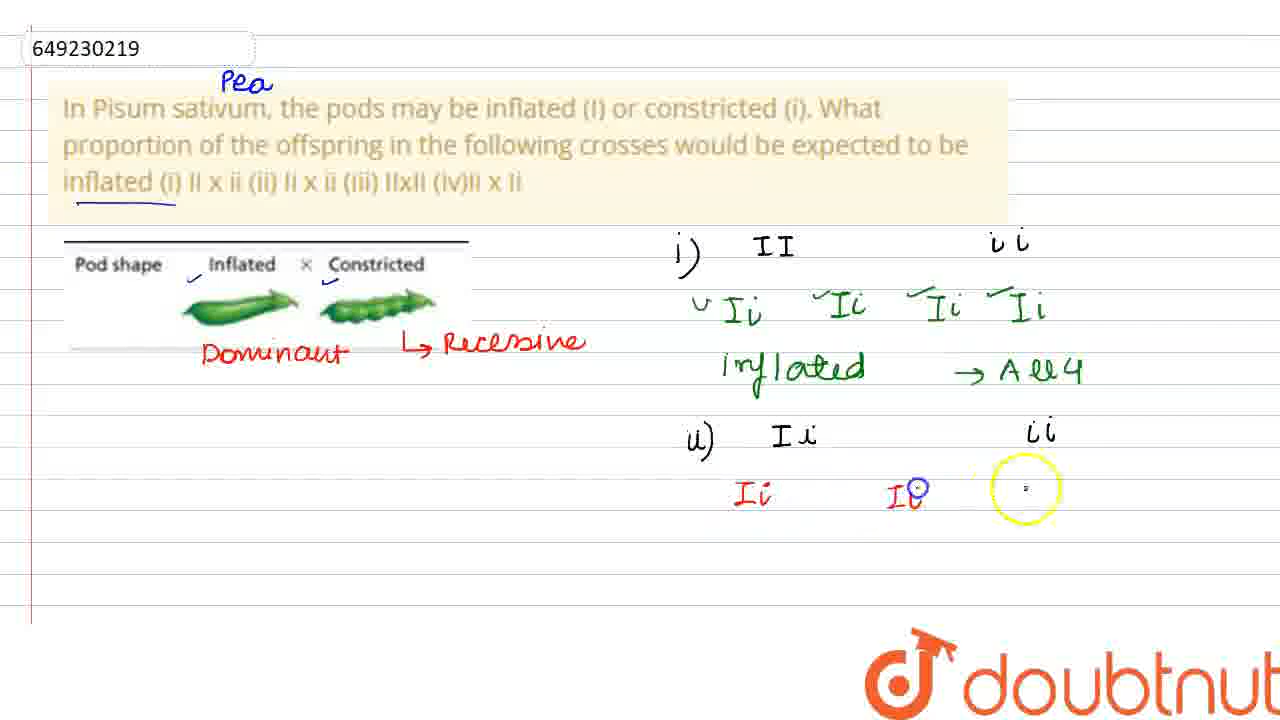 649230219
Pea
In Pisum sativum, the pods may be inflated (I) or constricted (i). What
proportion of the offspring in the following crosses would be expected to be
inflated (i) II x ii (ii) Ii x ii (iii) IIxII (iv)Ii x Ii
Pod shape Inflated × Constricted
Dominant ↳ Recessive
i) II ii
Ii Ii Ii Ii
inflated → All 4
ii) Ii ii
Ii Ii
doubtnut